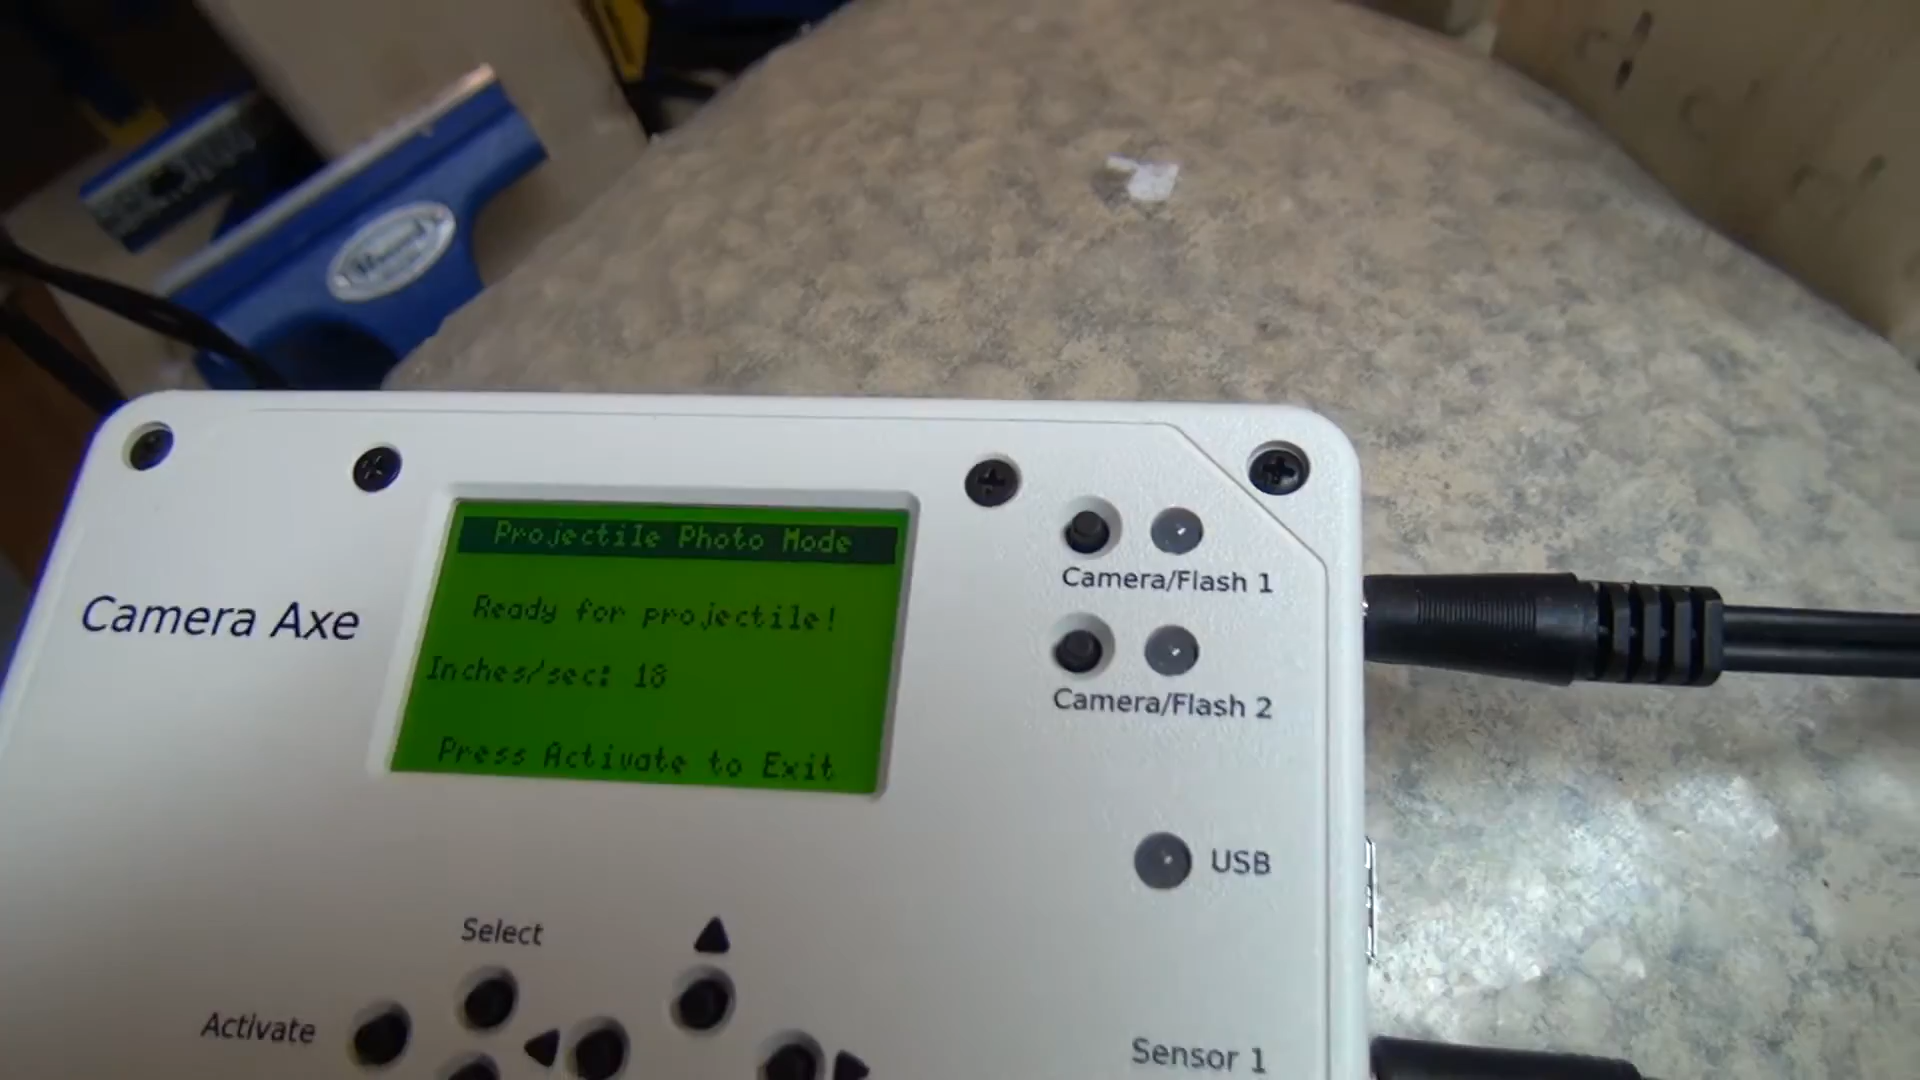 Projectile Photo Mode
Ready for projectile!
Inches/sec: 18
Press Activate to Exit
Camera Axe
Camera/Flash 1
Camera/Flash 2
USB
Select
Activate
Sensor 1